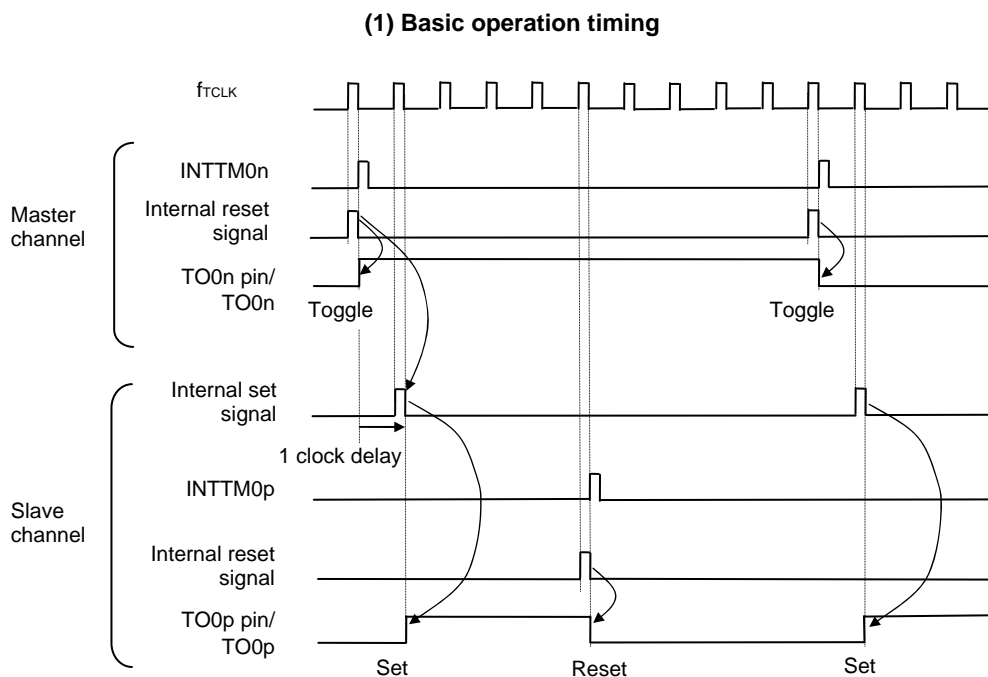 (1) Basic operation timing
fTCLK
Master
channel
INTTM0n
Internal reset
signal
TO0n pin/
TO0n
Toggle
Toggle
Slave
channel
Internal set
signal
1 clock delay
INTTM0p
Internal reset
signal
TO0p pin/
TO0p
Set
Reset
Set